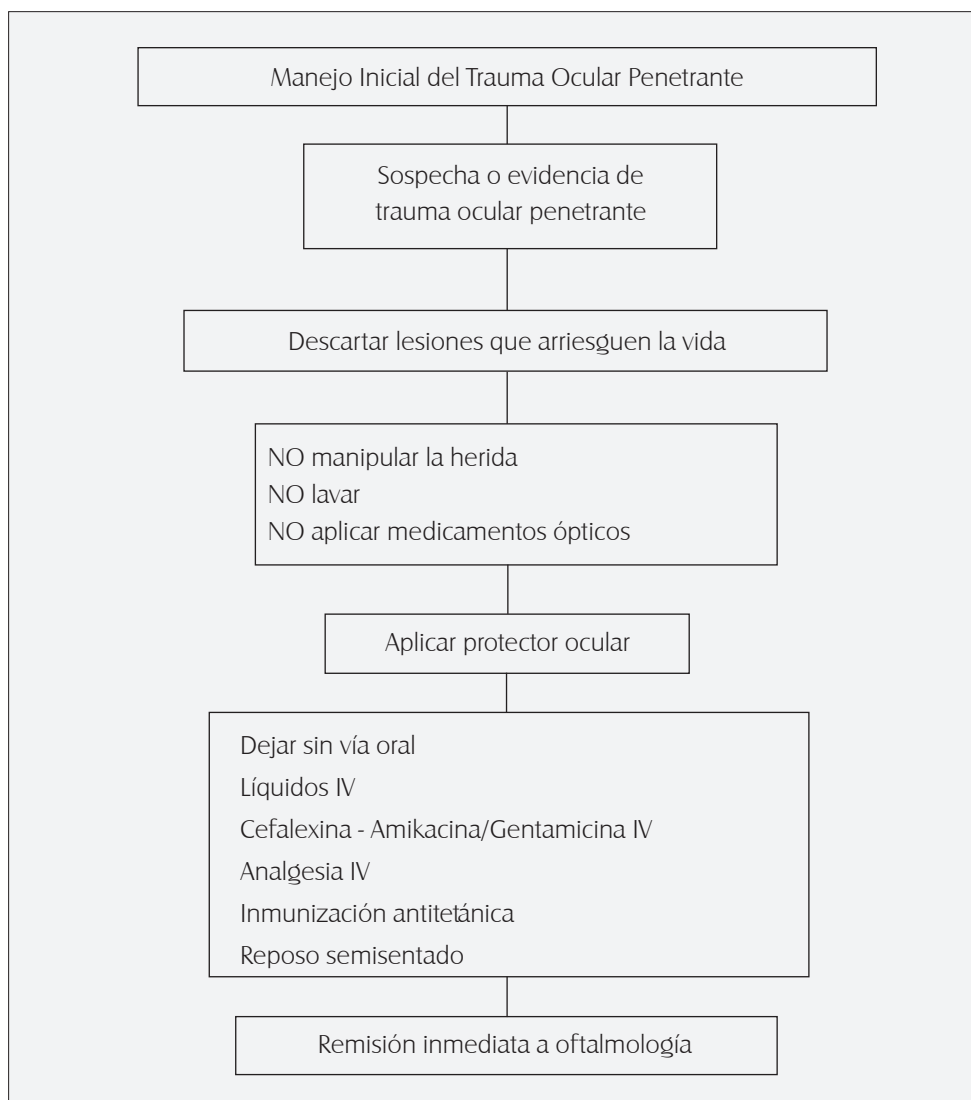 Manejo Inicial del Trauma Ocular Penetrante
Sospecha o evidencia de
trauma ocular penetrante
Descartar lesiones que arriesguen la vida
NO manipular la herida
NO lavar
NO aplicar medicamentos ópticos
Aplicar protector ocular
Dejar sin vía oral
Líquidos IV
Cefalexina - Amikacina/Gentamicina IV
Analgesia IV
Inmunización antitetánica
Reposo semisentado
Remisión inmediata a oftalmología